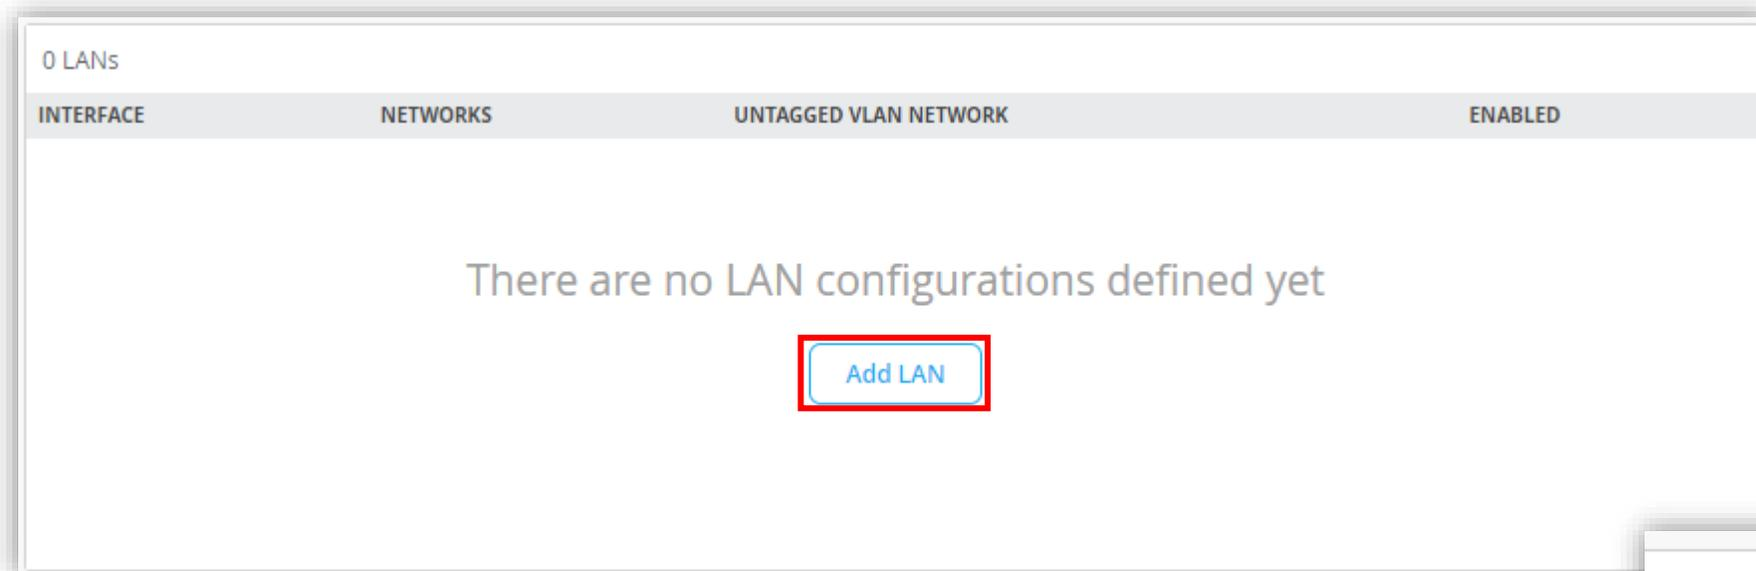 0 LANs
INTERFACE NETWORKS UNTAGGED VLAN NETWORK ENABLED
There are no LAN configurations defined yet
Add LAN